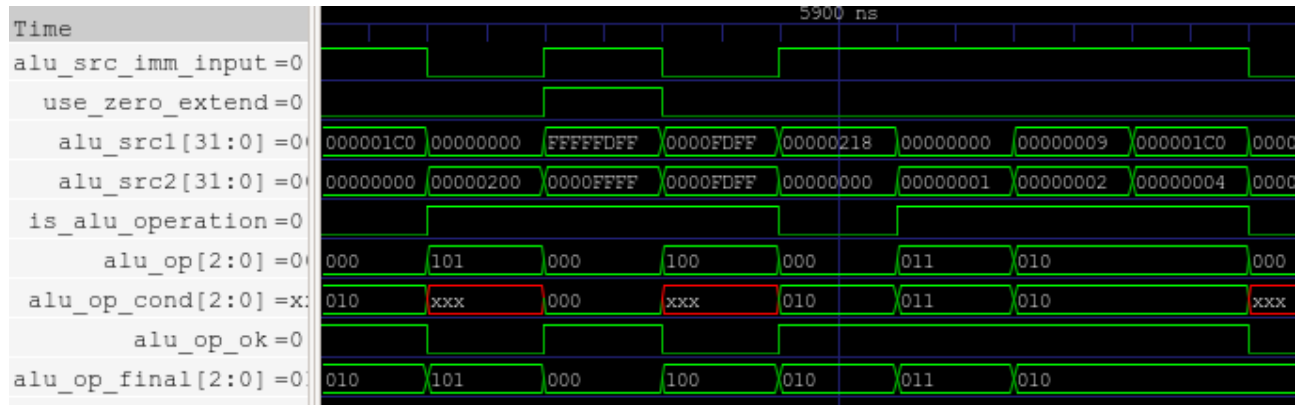 5900 ns
Time
alu_src_imm_input=0
use_zero_extend=0
alu_src1[31:0]=0 000001C0 00000000 FFFFFDFF 0000FDFF 00000218 00000000 00000009 000001C0 0000
alu_src2[31:0]=0 00000000 00000200 0000FFFF 0000FDFF 00000000 00000001 00000002 00000004 0000
is_alu_operation=0
alu_op[2:0]=0 000 101 000 100 000 011 010 000
alu_op_cond[2:0]=x 010 xxx 000 xxx 010 011 010 xxx
alu_op_ok=0
alu_op_final[2:0]=0 010 101 000 100 010 011 010